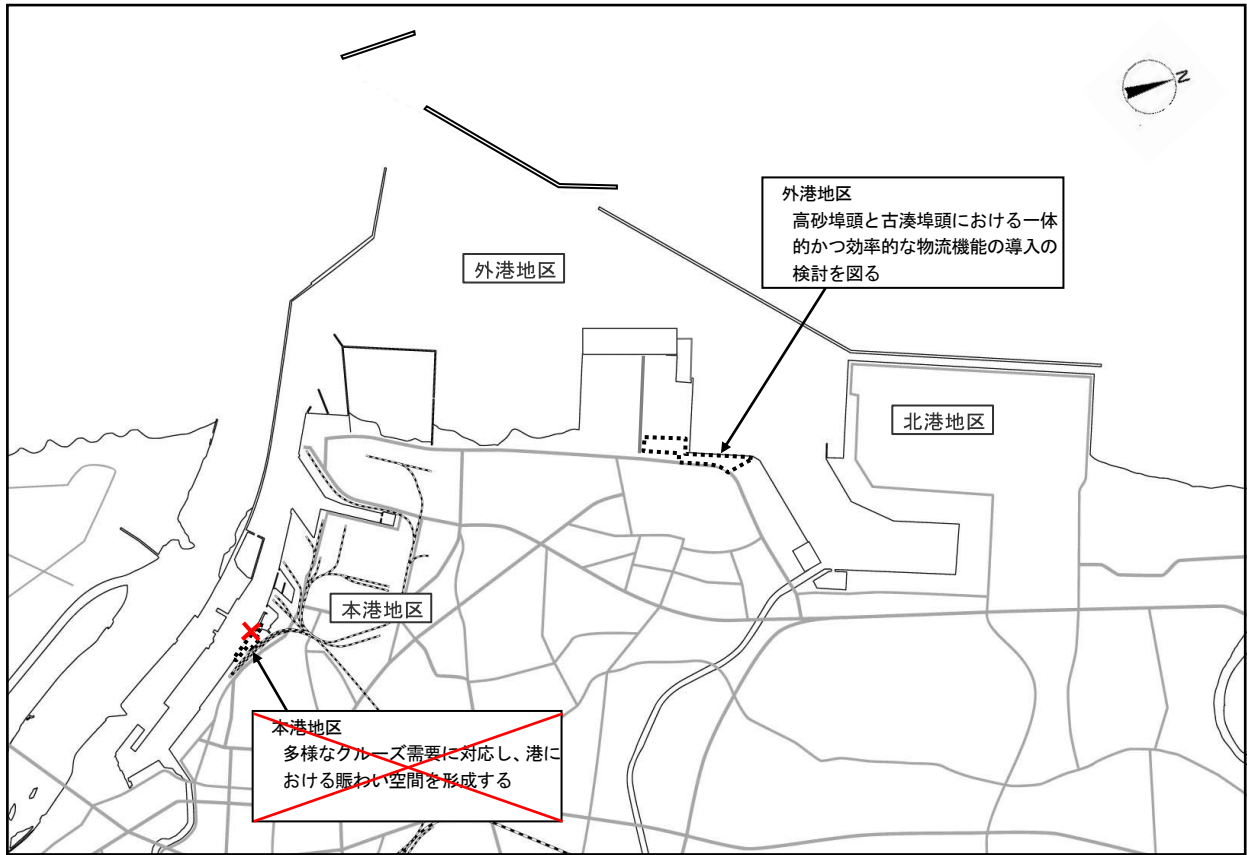 N
外港地区
高砂埠頭と古湊埠頭における一体
的かつ効率的な物流機能の導入の
検討を図る
外港地区
北港地区
本港地区
本港地区
多様なクルーズ需要に対応し、港に
おける賑わい空間を形成する